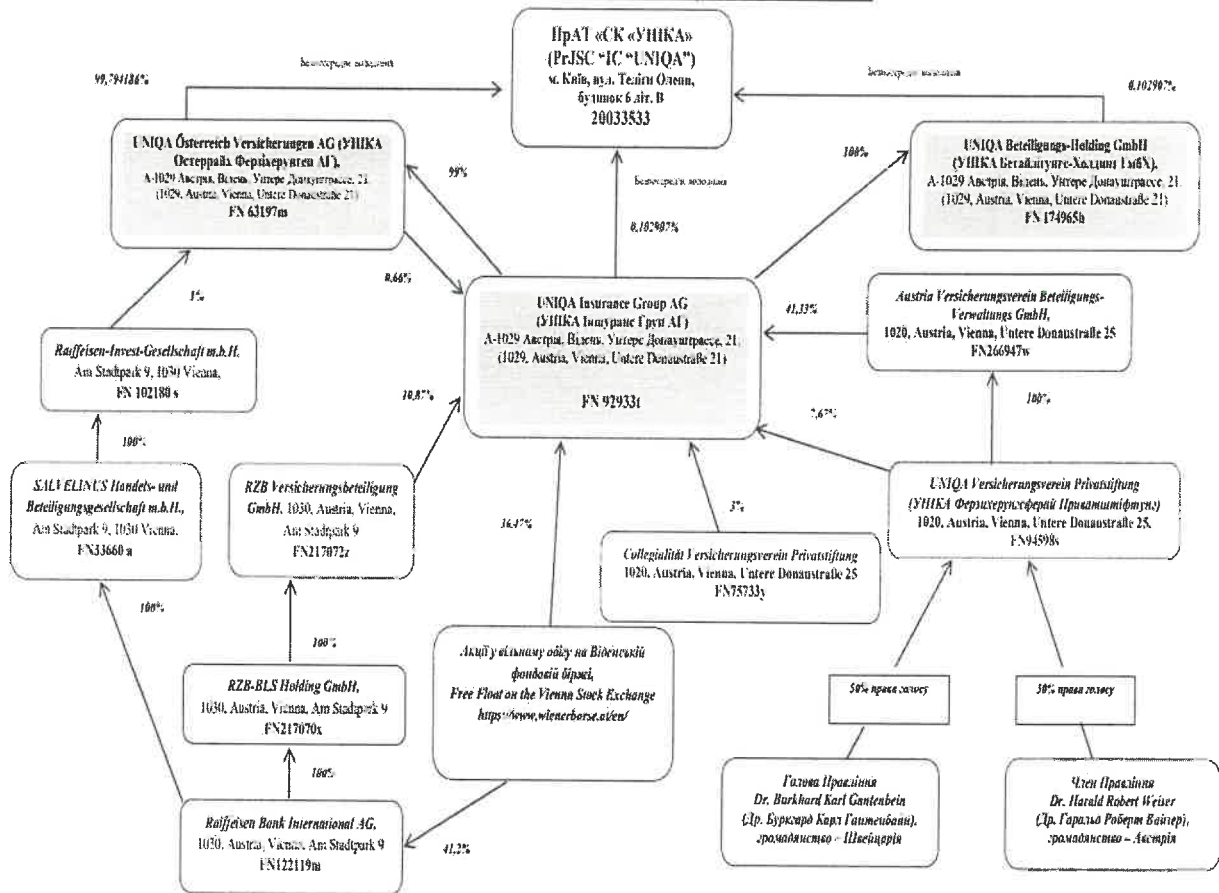 ПрАТ «СК «УНІКА»
(PrJSC “IC “UNIQA”)
м. Київ, вул. Теліги Олени,
будинок 6 літ. В
20033533
99,794186%
Безпосереднє володіння
Безпосереднє володіння
0,102907%
UNIQA Österreich Versicherungen AG (УНІКА
Остеррайх Ферзіхерунген АГ),
А-1029 Австрія, Відень, Унтере Донауштрассе, 21,
(1029, Austria, Vienna, Untere Donaustraße 21)
FN 63197m
99%
Безпосереднє володіння
0,102907%
100%
UNIQA Beteiligungs-Holding GmbH
(УНІКА Бетайлігунгс-Холдинг ГмбХ),
А-1029 Австрія, Відень, Унтере Донауштрассе, 21,
(1029, Austria, Vienna, Untere Donaustraße 21)
FN 174965h
0,66%
1%
UNIQA Insurance Group AG
(УНІКА Іншуранс Груп АГ)
А-1029 Австрія, Відень, Унтере Донауштрассе, 21,
(1029, Austria, Vienna, Untere Donaustraße 21)
FN 92933t
41,33%
Austria Versicherungsverein Beteiligungs-
Verwaltungs GmbH,
1020, Austria, Vienna, Untere Donaustraße 25
FN266947w
Raiffeisen-Invest-Gesellschaft m.b.H,
Am Stadtpark 9, 1030 Vienna,
FN 102180 s
10,87%
100%
7,67%
100%
SALVELINUS Handels- und
Beteiligungsgesellschaft m.b.H.,
Am Stadtpark 9, 1030 Vienna,
FN33660 a
RZB Versicherungsbeteiligung
GmbH, 1030, Austria, Vienna,
Am Stadtpark 9
FN217072z
36,47%
3%
UNIQA Versicherungsverein Privatstiftung
(УНІКА Ферзіхерунсферай Приватштіфтунг)
1020, Austria, Vienna, Untere Donaustraße 25,
FN94598s
Collegialität Versicherungsverein Privatstiftung
1020, Austria, Vienna, Untere Donaustraße 25
FN75733y
100%
100%
Акції у вільному обігу на Віденській
фондовій біржі,
Free Float on the Vienna Stock Exchange
https://www.wienerborse.at/en/
RZB-BLS Holding GmbH,
1030, Austria, Vienna, Am Stadtpark 9
FN217070x
50% права голосу
50% права голосу
100%
Raiffeisen Bank International AG,
1030, Austria, Vienna, Am Stadtpark 9
FN122119m
41,2%
Голова Правління
Dr. Burkhard Karl Gantenbein
(Др. Буркгард Карл Гантенбайн),
громадянство – Швейцарія
Член Правління
Dr. Harald Robert Weiser
(Др. Гаральд Роберт Вайзер),
громадянство – Австрія